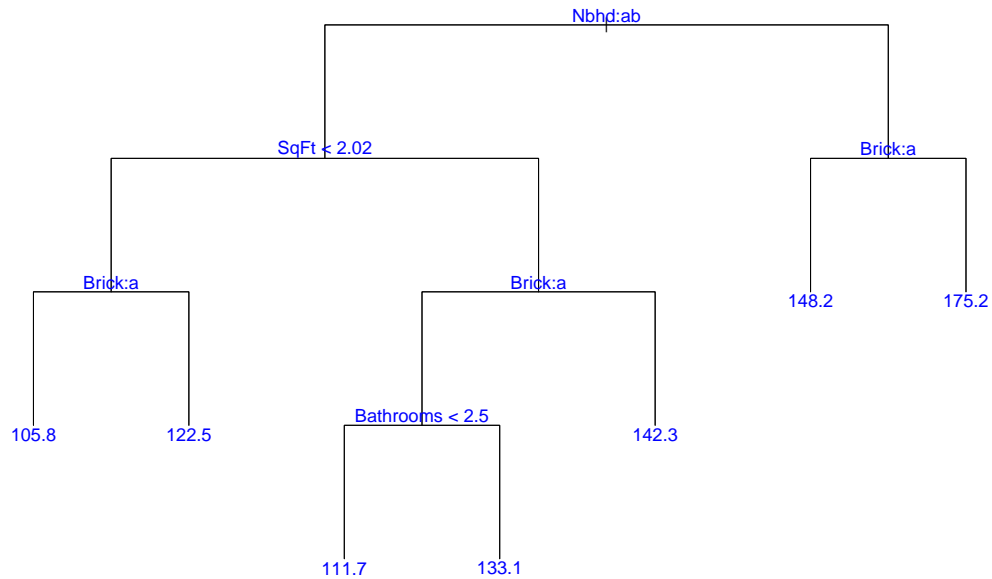 Nbhd:ab
SqFt < 2.02
Brick:a
Brick:a
Brick:a
148.2
175.2
Bathrooms < 2.5
105.8
122.5
142.3
111.7
133.1